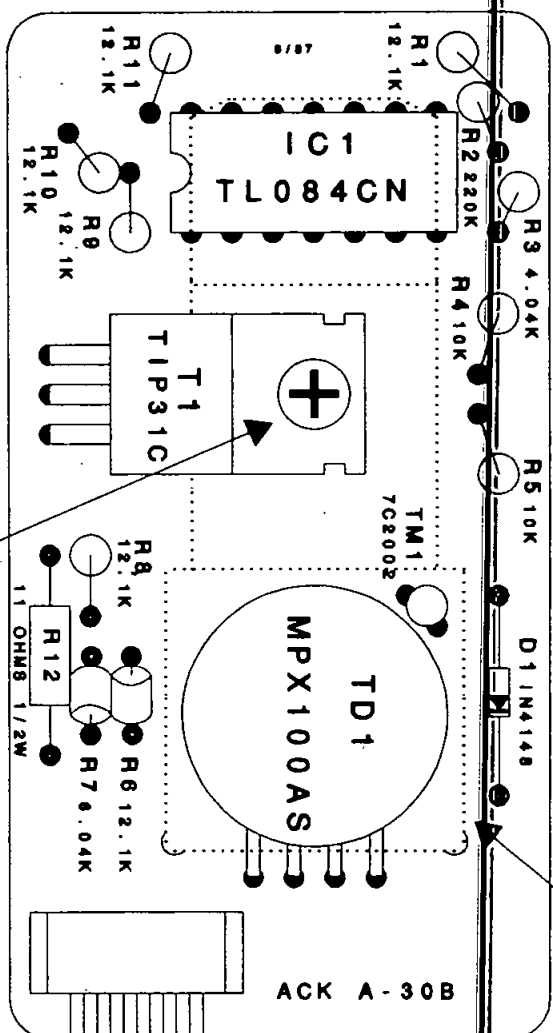 R11
12.1K
8/87
R1
12.1K
IC1
TL084CN
R2 220K
R10
12.1K
R9
12.1K
R3 4.04K
R4 10K
T1
TIP31C
R5 10K
TM1
7C2002
R8
12.1K
R12
11 OHMS 1/2W
TD1
MPX100AS
D1 IN4148
R7 6.04K
R6 12.1K
ACK A-30B